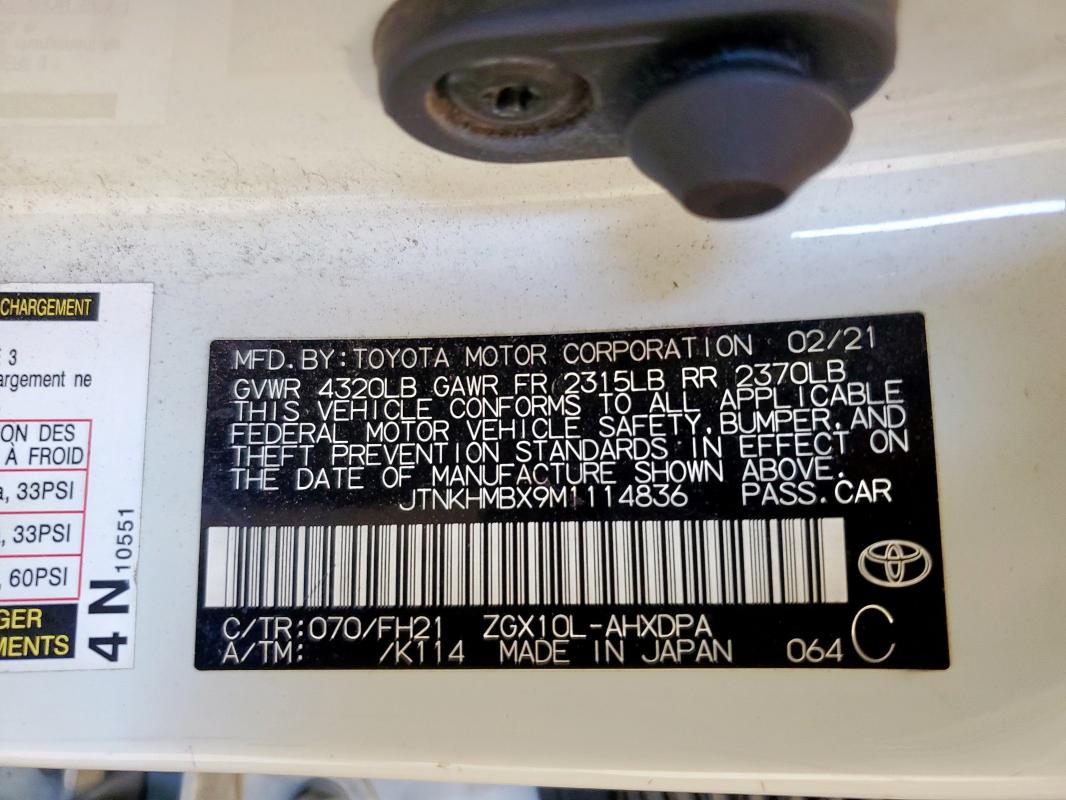 CHARGEMENT
3
argement ne
ON DES
À FROID
, 33PSI
, 33PSI
, 60PSI
GER
MENTS
4N
10551
MFD. BY: TOYOTA MOTOR CORPORATION 02/21
GVWR 4320LB GAWR FR 2315LB RR 2370LB
THIS VEHICLE CONFORMS TO ALL APPLICABLE
FEDERAL MOTOR VEHICLE SAFETY, BUMPER, AND
THEFT PREVENTION STANDARDS IN EFFECT ON
THE DATE OF MANUFACTURE SHOWN ABOVE.
JTNKHMBX9M1114836 PASS. CAR
C/TR: 070/FH21 ZGX10L-AHXDPA
A/TM: /K114 MADE IN JAPAN 064 C